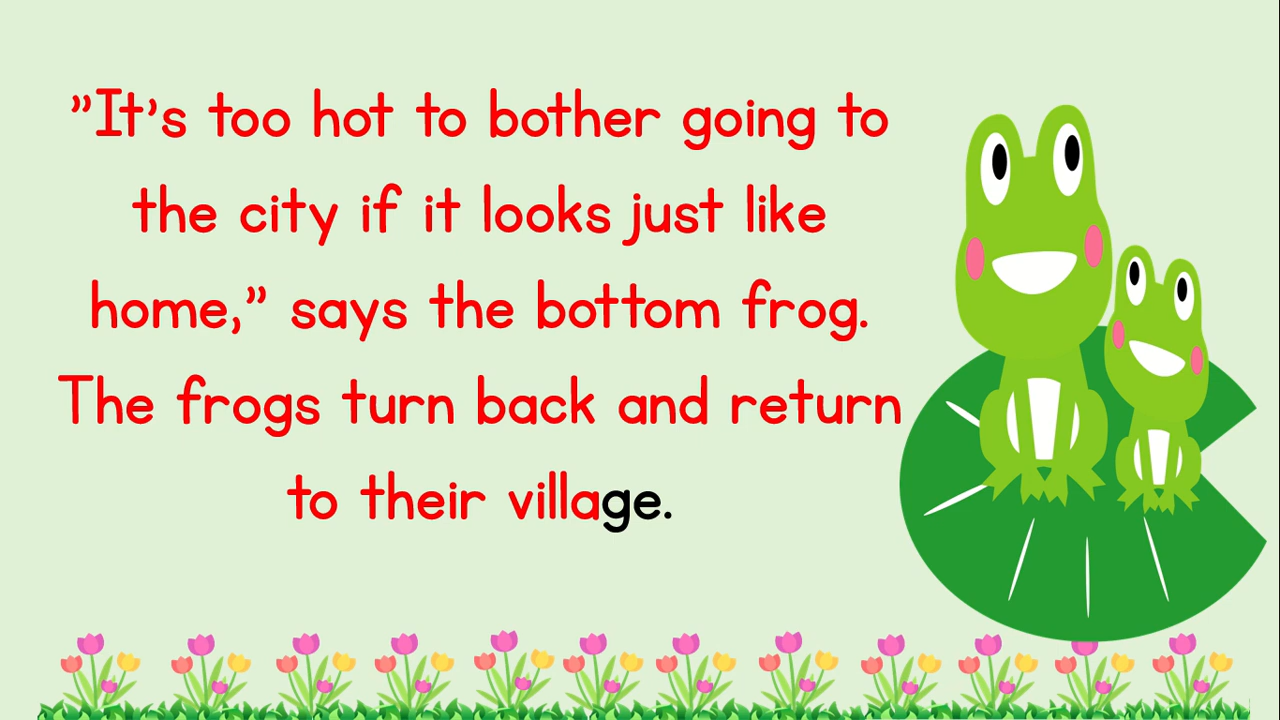 ”It’s too hot to bother going to
the city if it looks just like
home,” says the bottom frog.
The frogs turn back and return
to their village.